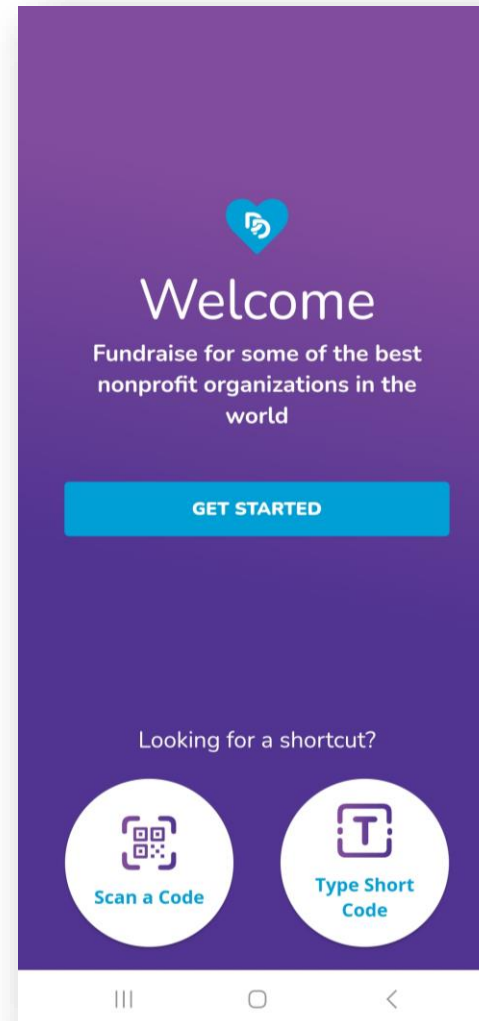 Welcome
Fundraise for some of the best
nonprofit organizations in the
world
GET STARTED
Looking for a shortcut?
Scan a Code
T
Type Short
Code